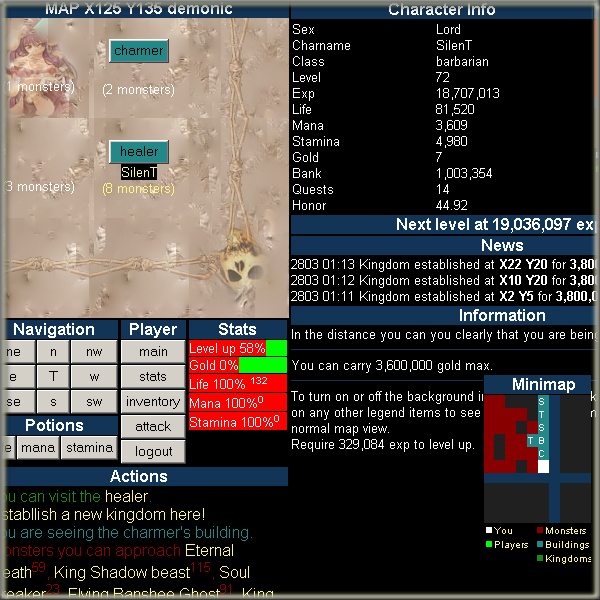 MAP X125 Y135 demonic
charmer
1 monsters)
(2 monsters)
healer
SilenT
3 monsters)
(8 monsters)
Character Info
Sex Lord
Charname SilenT
Class barbarian
Level 72
Exp 18,707,013
Life 81,520
Mana 3,609
Stamina 4,980
Gold 7
Bank 1,003,354
Quests 14
Honor 44.92
Next level at 19,036,097 exp
News
2803 01:13 Kingdom established at X22 Y20 for 3,80
2803 01:12 Kingdom established at X10 Y20 for 3,80
2803 01:11 Kingdom established at X2 Y5 for 3,800,0
Information
In the distance you can you clearly that you are being
You can carry 3,600,000 gold max.
To turn on or off the background i
on any other legend items to see
normal map view.
Require 329,084 exp to level up.
Navigation
ne n nw
e T w
se s sw
Potions
e mana stamina
Player
main
stats
inventory
attack
logout
Stats
Level up 58%
Gold 0%
Life 100% 132
Mana 100%0
Stamina 100%0
Minimap
S
T
S
T B
C
You Monsters
Players Buildings
Kingdoms
Actions
ou can visit the healer.
stabllish a new kingdom here!
ou are seeing the charmer's building.
onsters you can approach Eternal
eath59, King Shadow beast115, Soul
reaker23, Flying Banshee Ghost91, King